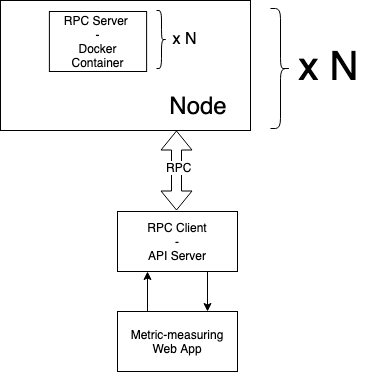 RPC Server
-
Docker
Container
x N
Node
x N
RPC
RPC Client
-
API Server
Metric-measuring
Web App